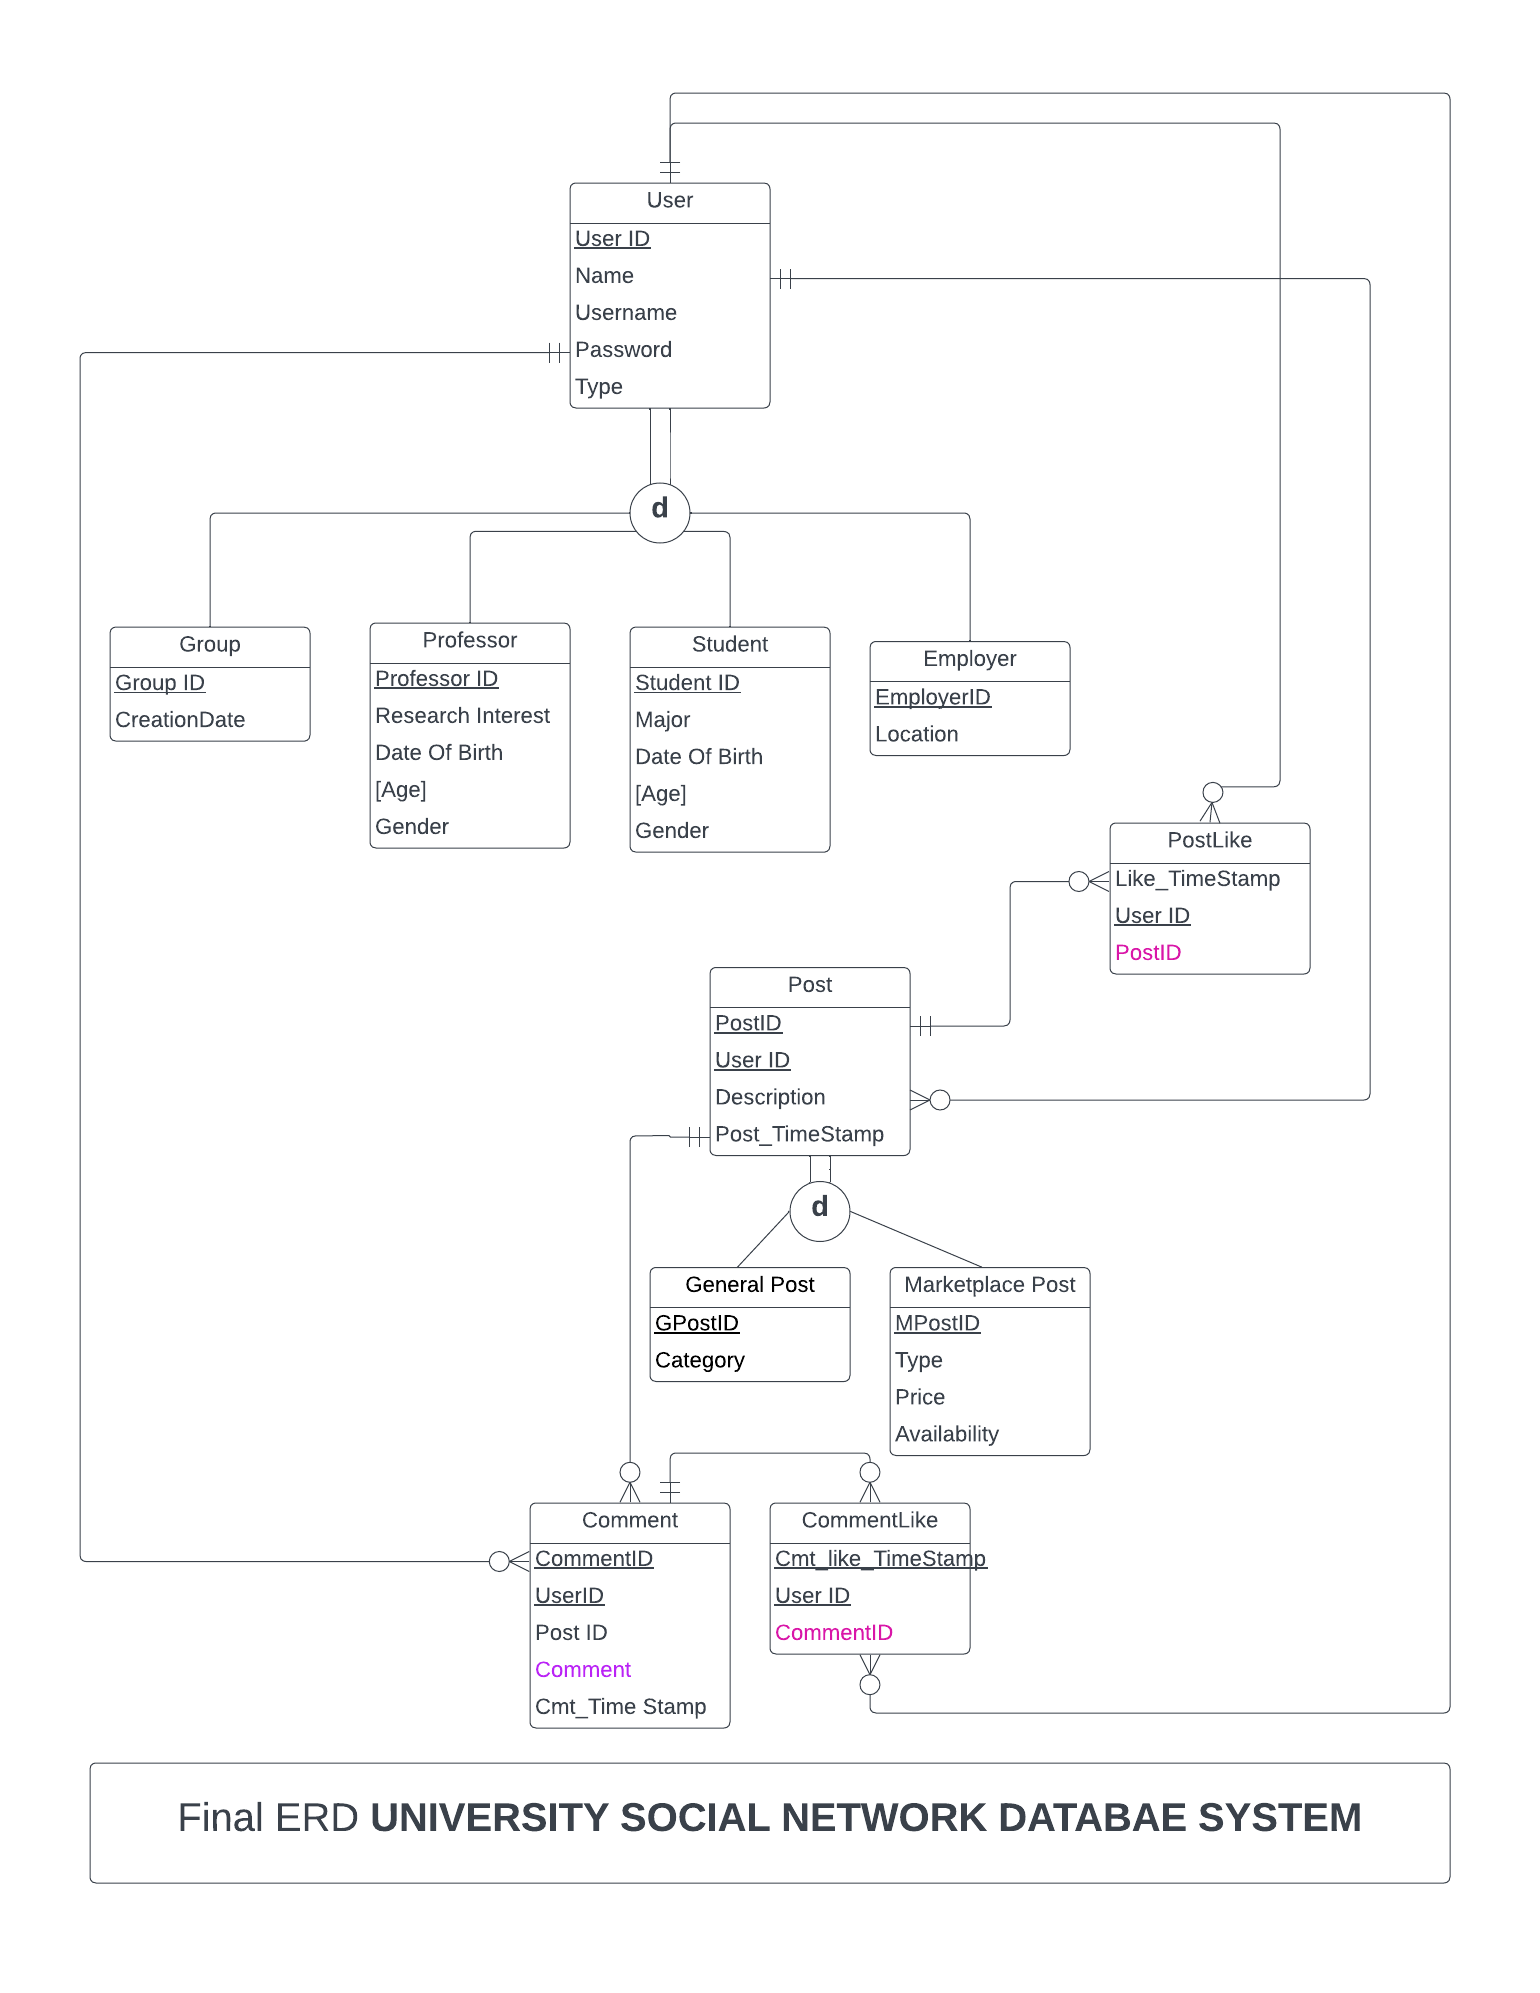 User
User ID
Name
Username
Password
Type
d
Group
Group ID
CreationDate
Professor
Professor ID
Research Interest
Date Of Birth
[Age]
Gender
Student
Student ID
Major
Date Of Birth
[Age]
Gender
Employer
EmployerID
Location
PostLike
Like_TimeStamp
User ID
PostID
Post
PostID
User ID
Description
Post_TimeStamp
d
General Post
GPostID
Category
Marketplace Post
MPostID
Type
Price
Availability
Comment
CommentID
UserID
Post ID
Comment
Cmt_Time Stamp
CommentLike
Cmt_like_TimeStamp
User ID
CommentID
Final ERD UNIVERSITY SOCIAL NETWORK DATABAE SYSTEM